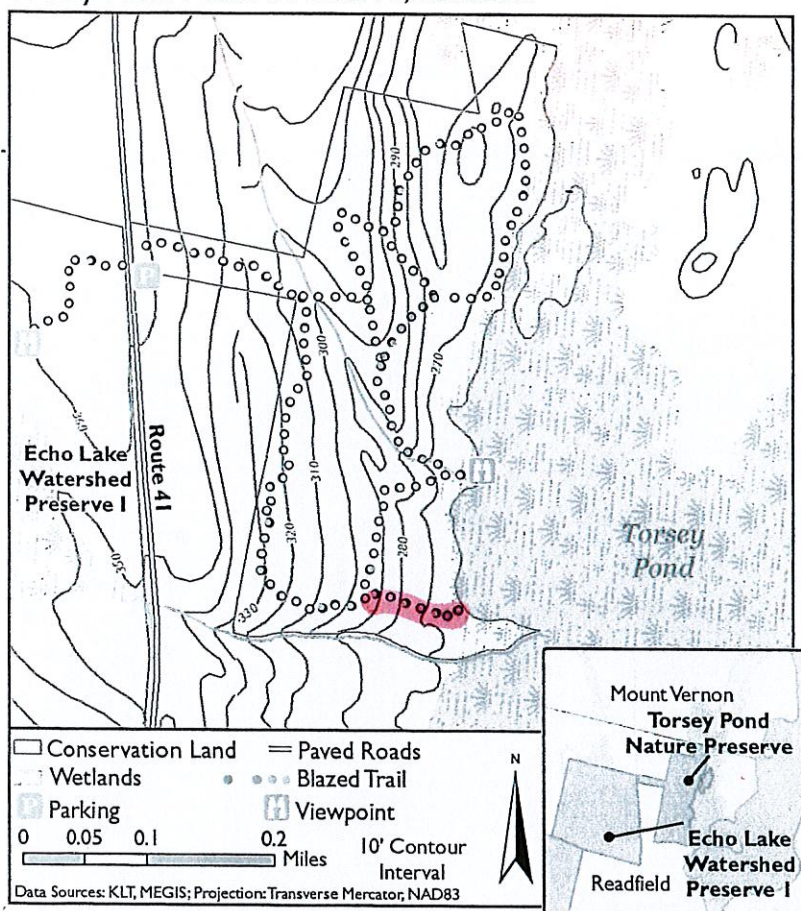 290
300
270
310
280
320
330
360
350
Route 41
Echo Lake
Watershed
Preserve I
Torsey
Pond
P
Conservation Land
Paved Roads
Wetlands
Blazed Trail
P Parking
Viewpoint
0 0.05 0.1 0.2
Miles
10' Contour
Interval
N
Data Sources: KLT, MEGIS; Projection: Transverse Mercator, NAD83
Mount Vernon
Torsey Pond
Nature Preserve
Echo Lake
Watershed
Preserve I
Readfield